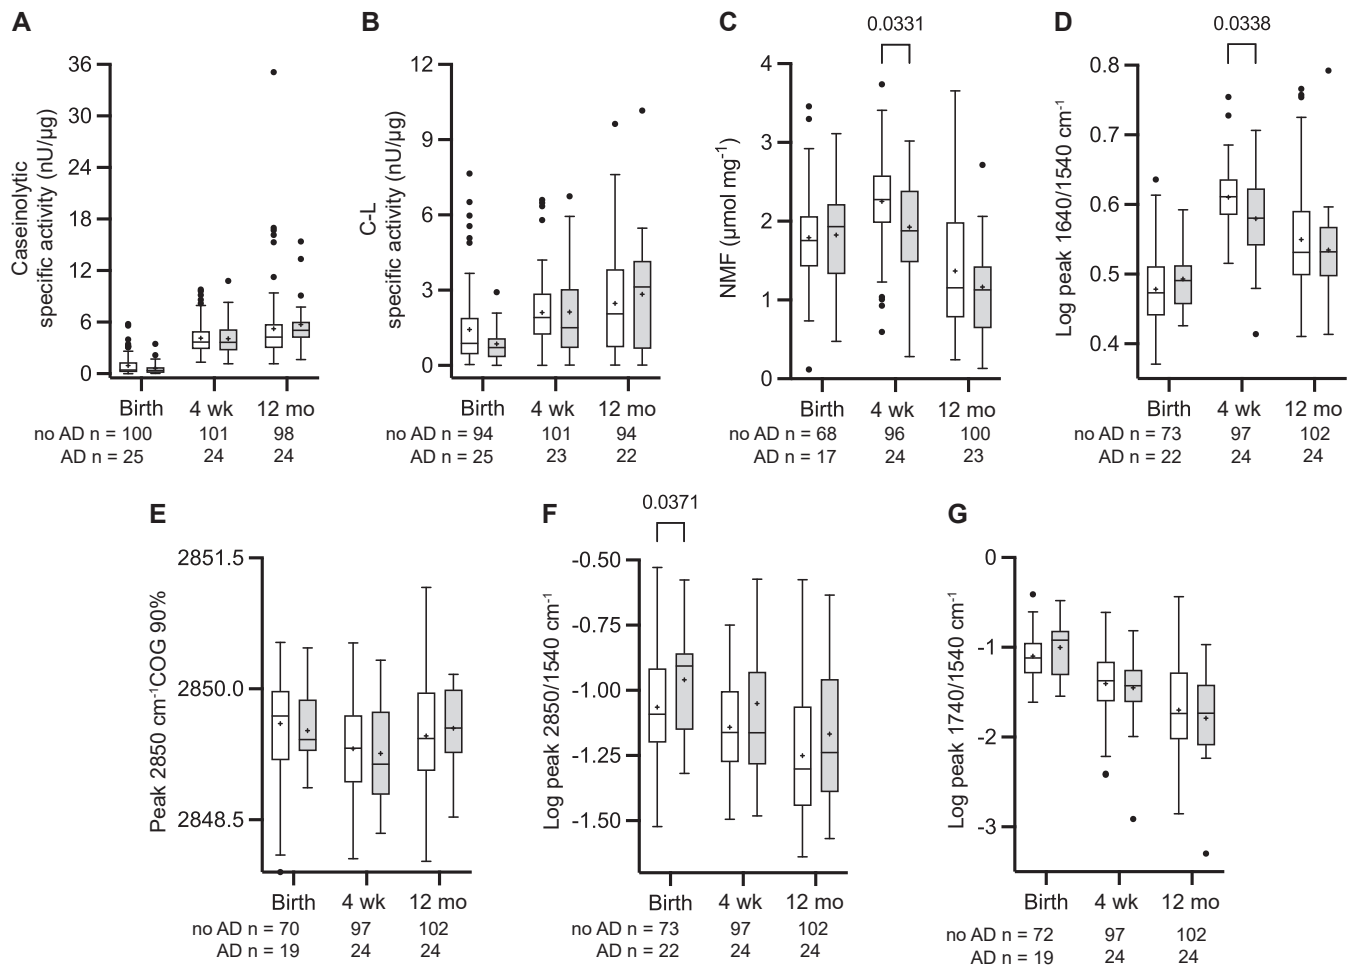 A
Caseinolytic
specific activity (nU/µg)
36
30
24
18
12
6
0
Birth 4 wk 12 mo
no AD n = 100 101 98
AD n = 25 24 24
B
C-L
specific activity (nU/µg)
12
9
6
3
0
Birth 4 wk 12 mo
no AD n = 94 101 94
AD n = 25 23 22
C
0.0331
NMF (µmol mg⁻¹)
4
3
2
1
0
Birth 4 wk 12 mo
no AD n = 68 96 100
AD n = 17 24 23
D
0.0338
Log peak 1640/1540 cm⁻¹
0.8
0.7
0.6
0.5
0.4
Birth 4 wk 12 mo
no AD n = 73 97 102
AD n = 22 24 24
E
Peak 2850 cm⁻¹COG 90%
2851.5
2850.0
2848.5
Birth 4 wk 12 mo
no AD n = 70 97 102
AD n = 19 24 24
F
0.0371
Log peak 2850/1540 cm⁻¹
-0.50
-0.75
-1.00
-1.25
-1.50
Birth 4 wk 12 mo
no AD n = 73 97 102
AD n = 22 24 24
G
Log peak 1740/1540 cm⁻¹
0
-1
-2
-3
Birth 4 wk 12 mo
no AD n = 72 97 102
AD n = 19 24 24